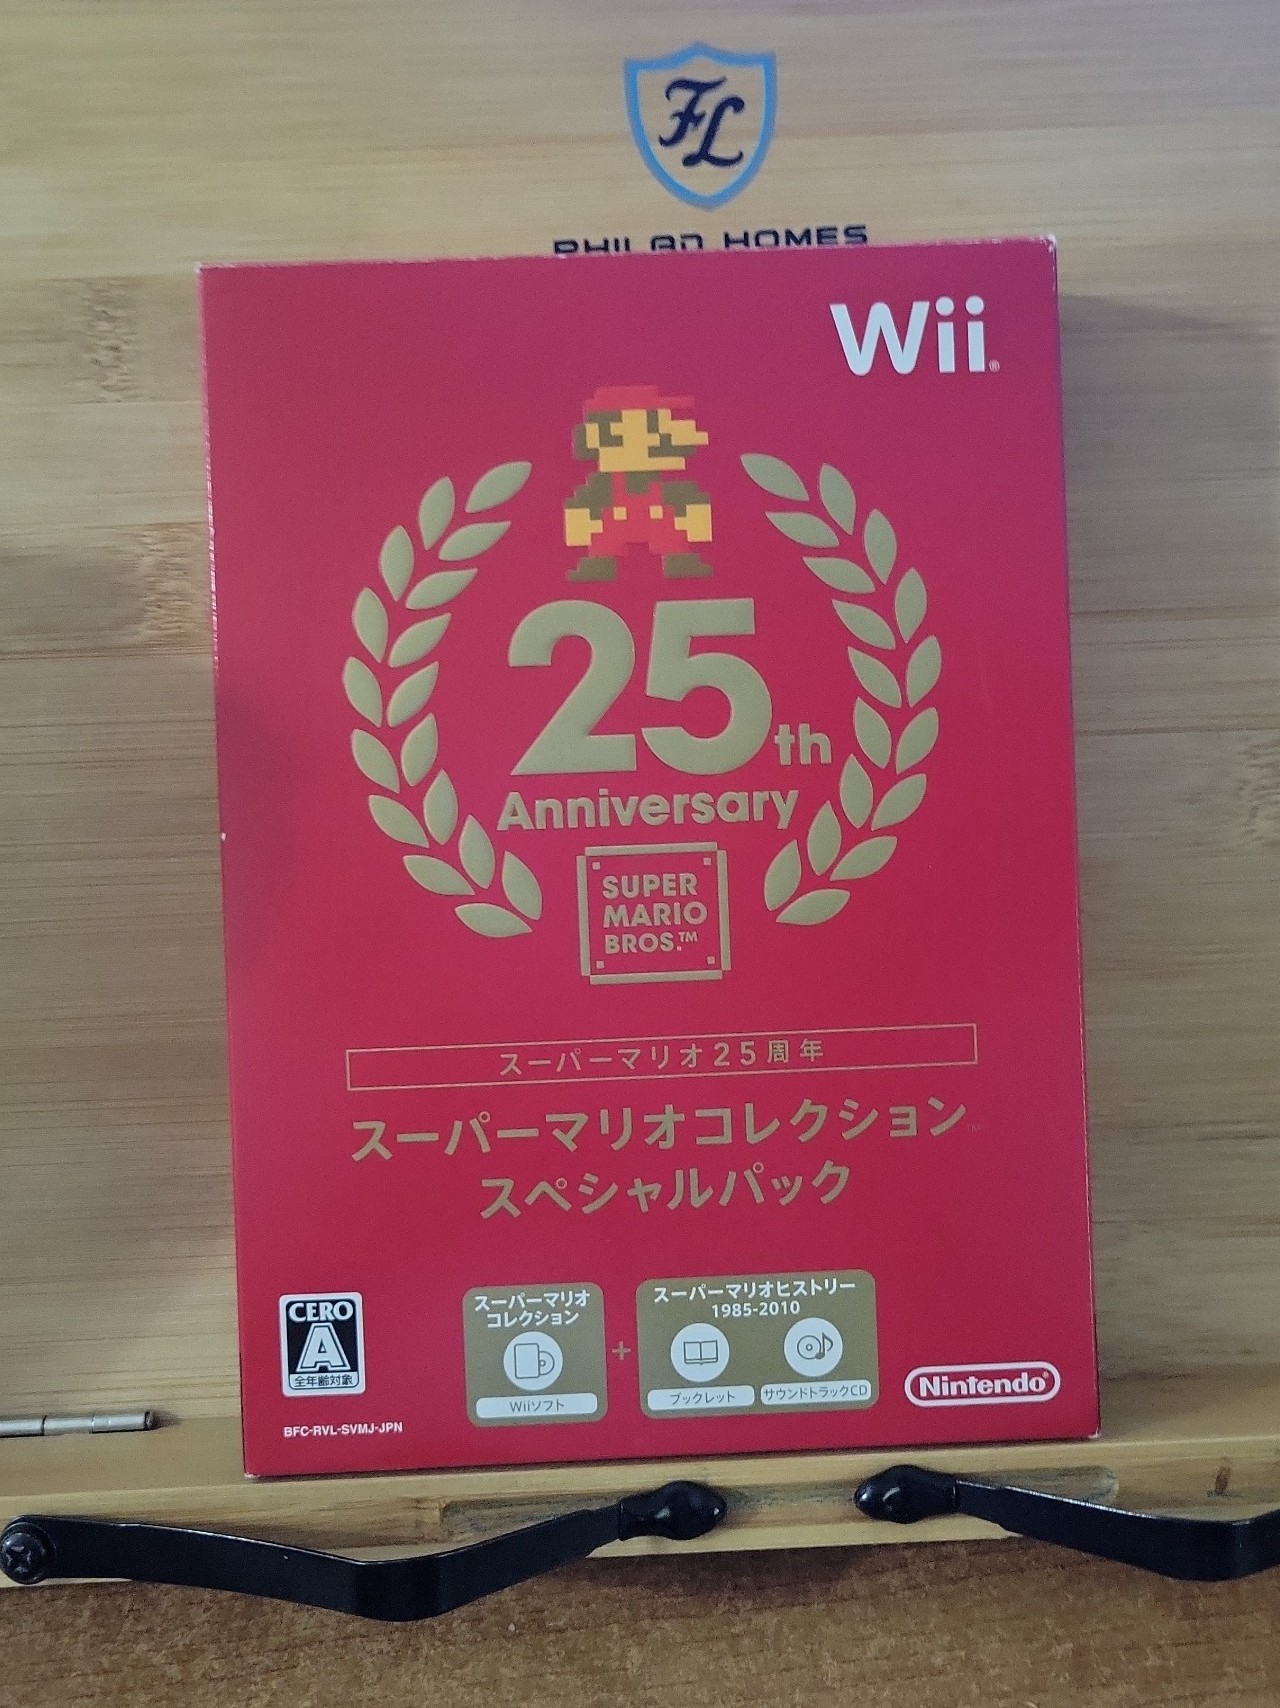 FL
PHILAD HOMES
Wii®
25th
Anniversary
SUPER
MARIO
BROS.™
スーパーマリオ25周年
スーパーマリオコレクション™
スペシャルパック
CERO
A
全年齢対象
BFC-RVL-SVMJ-JPN
スーパーマリオ
コレクション
Wiiソフト
+
スーパーマリオヒストリー
1985-2010
ブックレット
サウンドトラックCD
Nintendo®